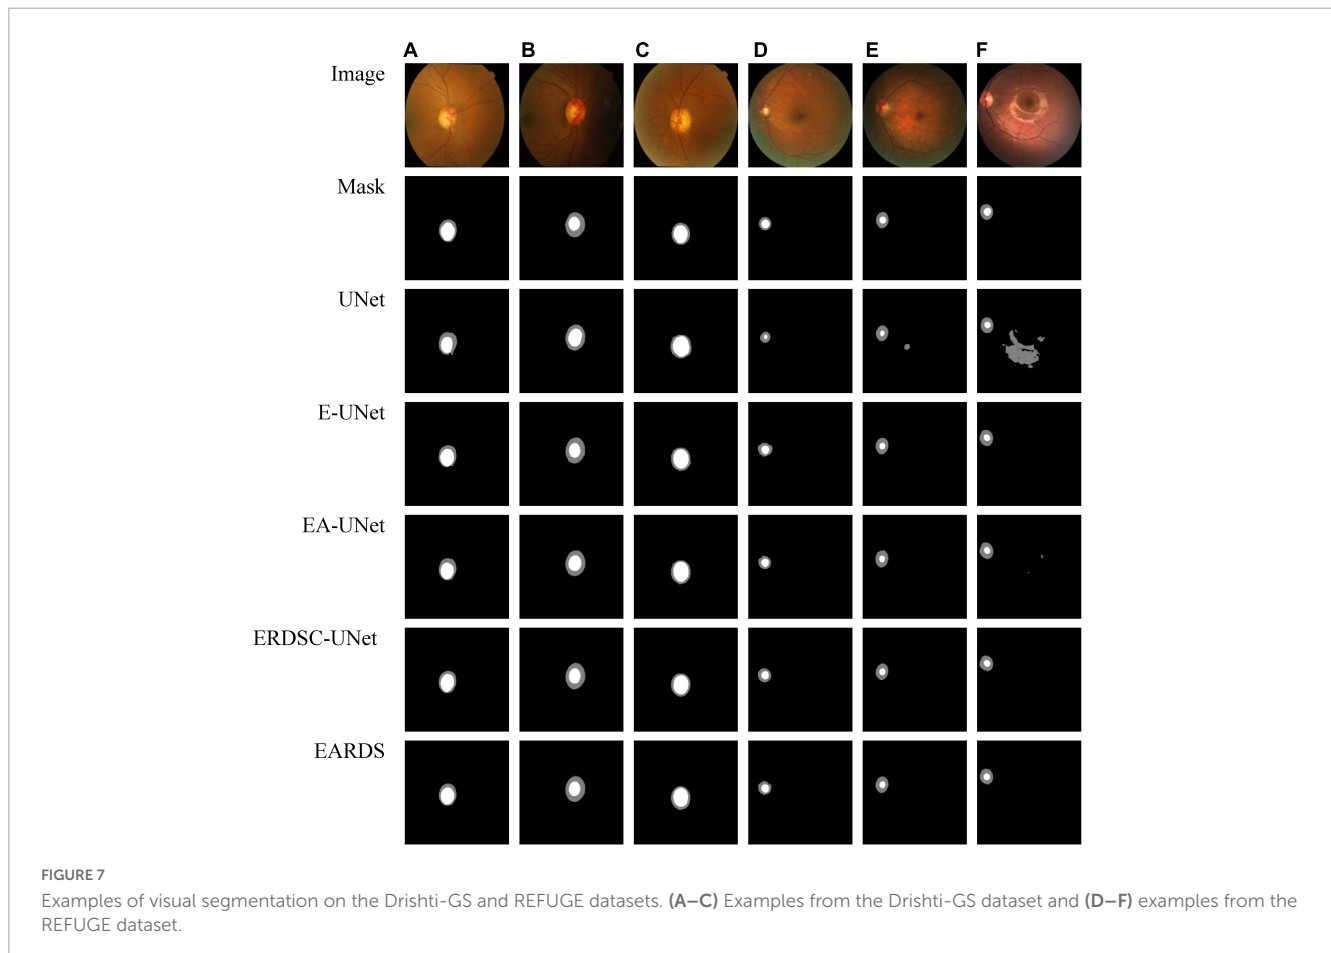 A B C D E F
Image
Mask
UNet
E-UNet
EA-UNet
ERDSC-UNet
EARDS
FIGURE 7
Examples of visual segmentation on the Drishti-GS and REFUGE datasets. (A–C) Examples from the Drishti-GS dataset and (D–F) examples from the
REFUGE dataset.